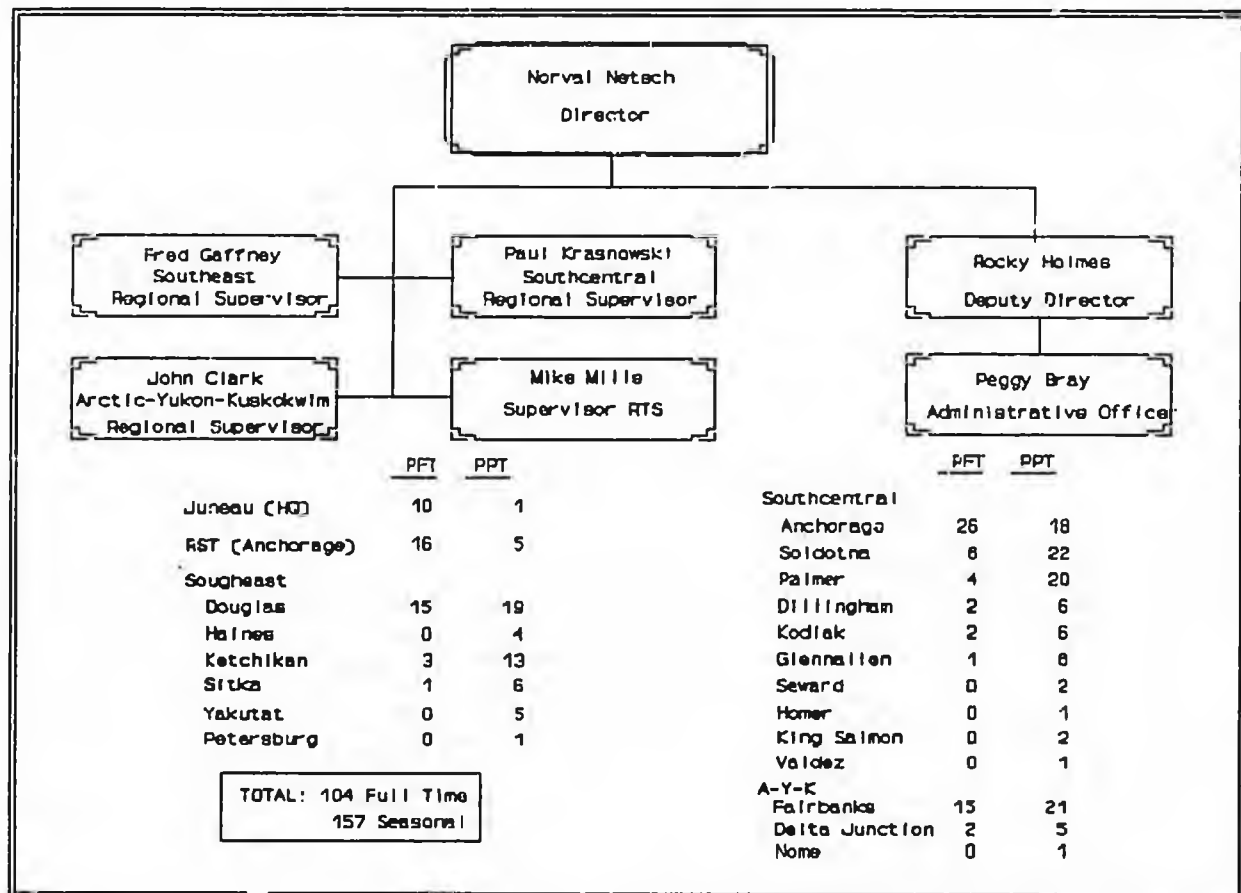 Norval Netsch
Director
Fred Gaffney
Southeast
Regional Supervisor
Paul Krasnowski
Southcentral
Regional Supervisor
Rocky Holmes
Deputy Director
John Clark
Arctic-Yukon-Kuskokwim
Regional Supervisor
Mike Mills
Supervisor RTS
Peggy Bray
Administrative Officer
PFT PPT
Juneau (HQ) 10 1
RST (Anchorage) 16 5
Sougheast
Douglas 15 19
Haines 0 4
Ketchikan 3 13
Sitka 1 6
Yakutat 0 5
Petersburg 0 1
TOTAL: 104 Full Time
157 Seasonal
PFT PPT
Southcentral
Anchorage 26 18
Soldotna 6 22
Palmer 4 20
Dillingham 2 6
Kodiak 2 6
Glennallen 1 6
Seward 0 2
Homer 0 1
King Salmon 0 2
Valdez 0 1
A-Y-K
Fairbanks 15 21
Delta Junction 2 5
Nome 0 1